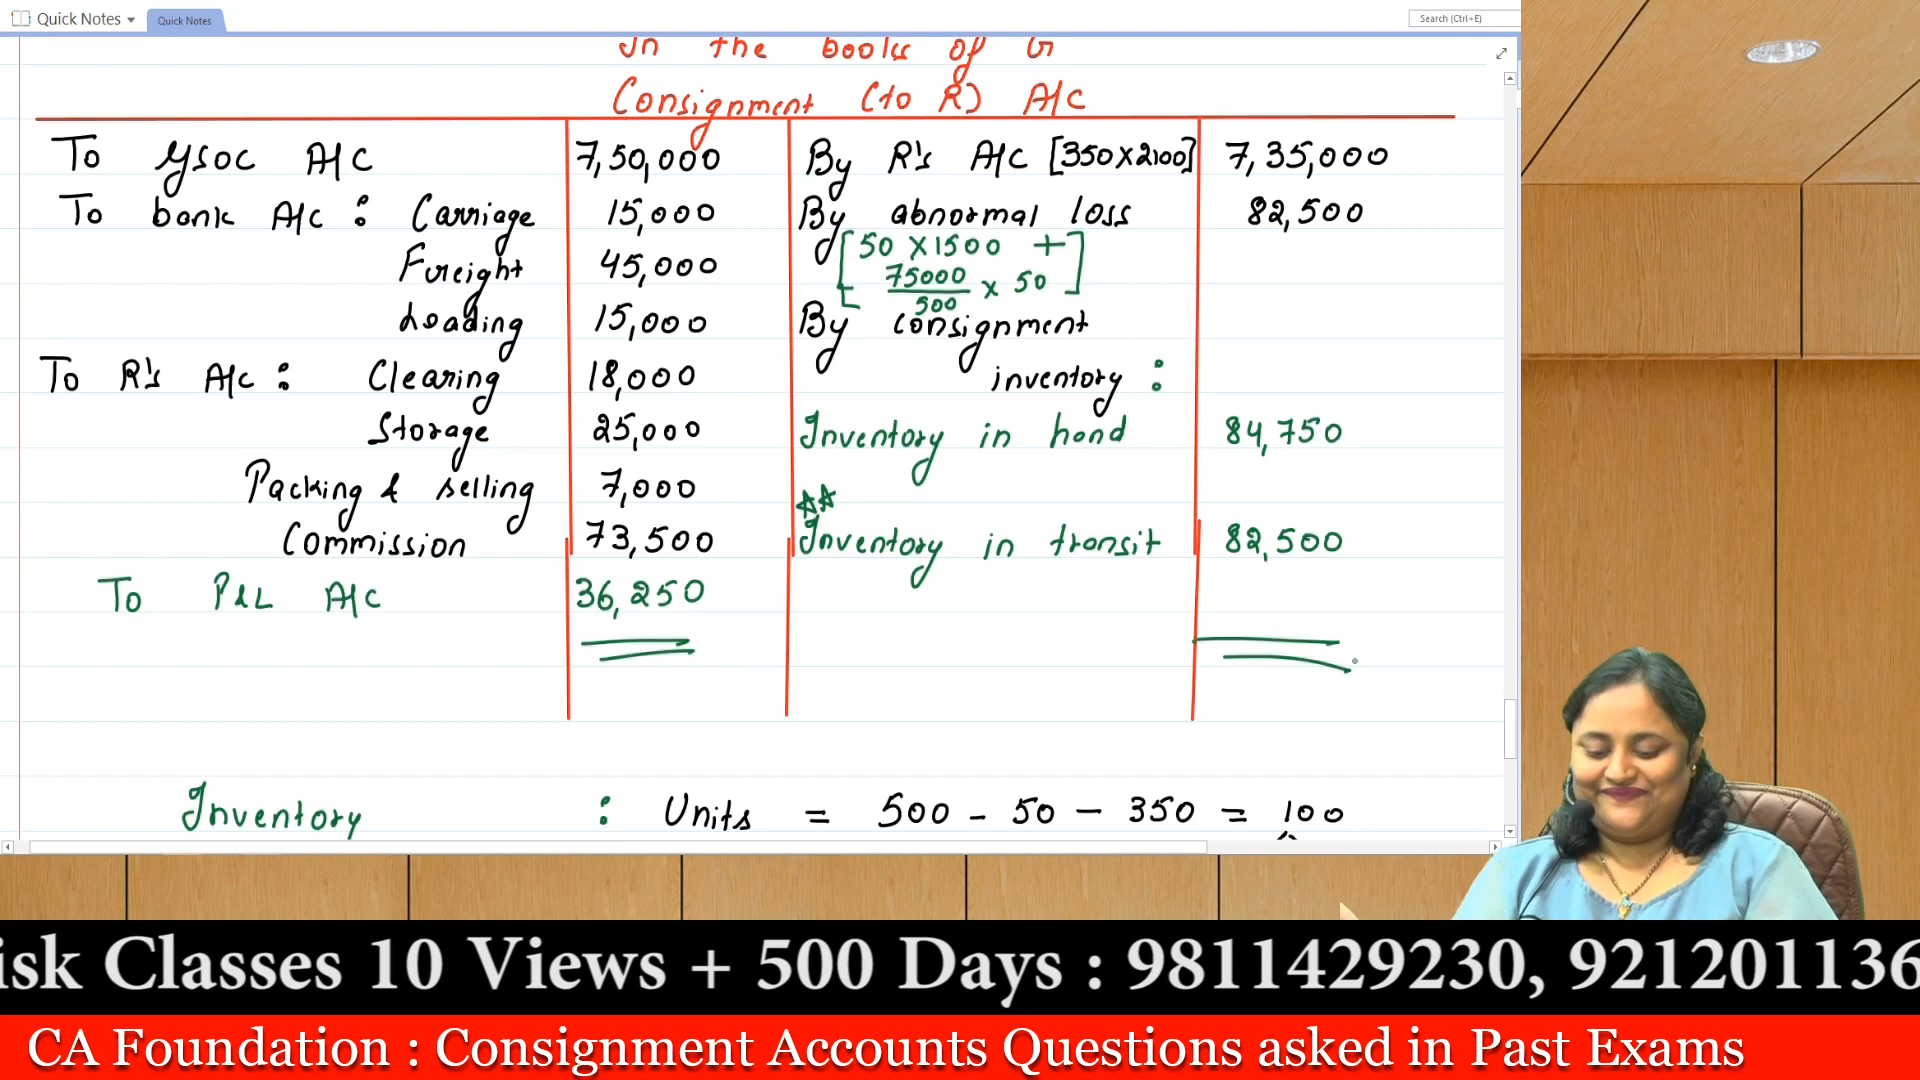 Quick Notes
Quick Notes
Search (Ctrl+E)
In the books of G
Consignment (to R) A/c
To GSOC A/C 7,50,000 By R's A/C [350×2100] 7,35,000
To bank A/c : Carriage 15,000 By abnormal loss 82,500
Freight 45,000 [50 × 1500 +
75000/500 × 50]
Loading 15,000 By consignment
To R's A/c : Clearing 18,000 inventory :
Storage 25,000 Inventory in hand 84,750
Packing & selling 7,000 **
Commission 73,500 Inventory in transit 82,500
To P&L A/c 36,250
Inventory : Units = 500 - 50 - 350 = 100
isk Classes 10 Views + 500 Days : 9811429230, 921201136
CA Foundation : Consignment Accounts Questions asked in Past Exams